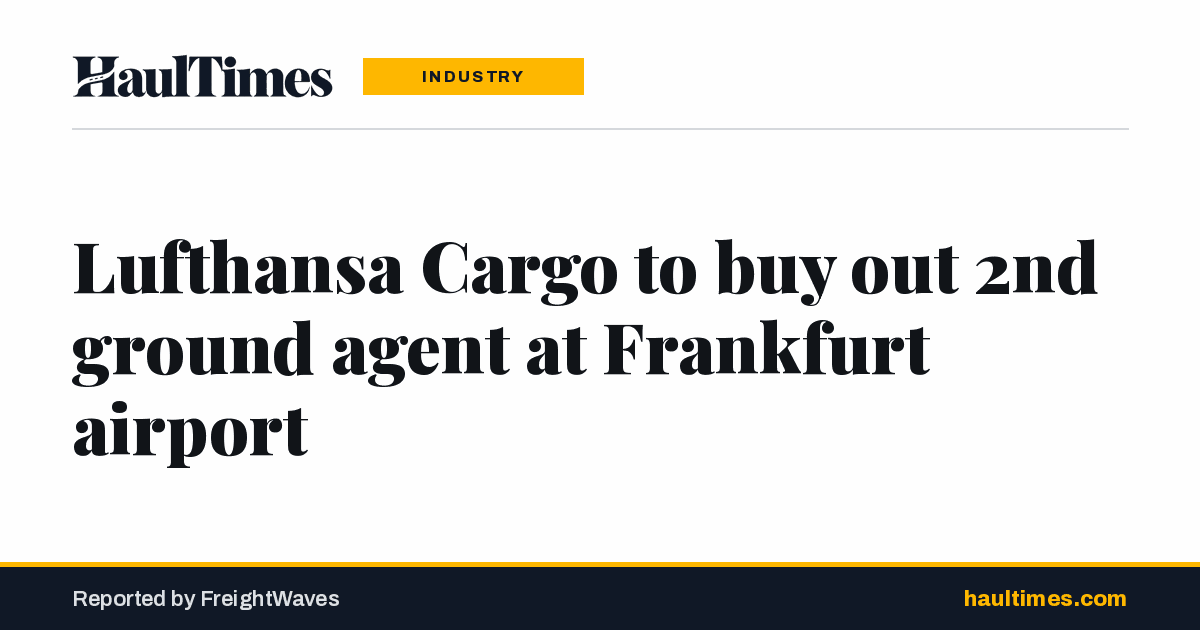 HaulTimes
INDUSTRY
Lufthansa Cargo to buy out 2nd
ground agent at Frankfurt
airport
Reported by FreightWaves
haultimes.com